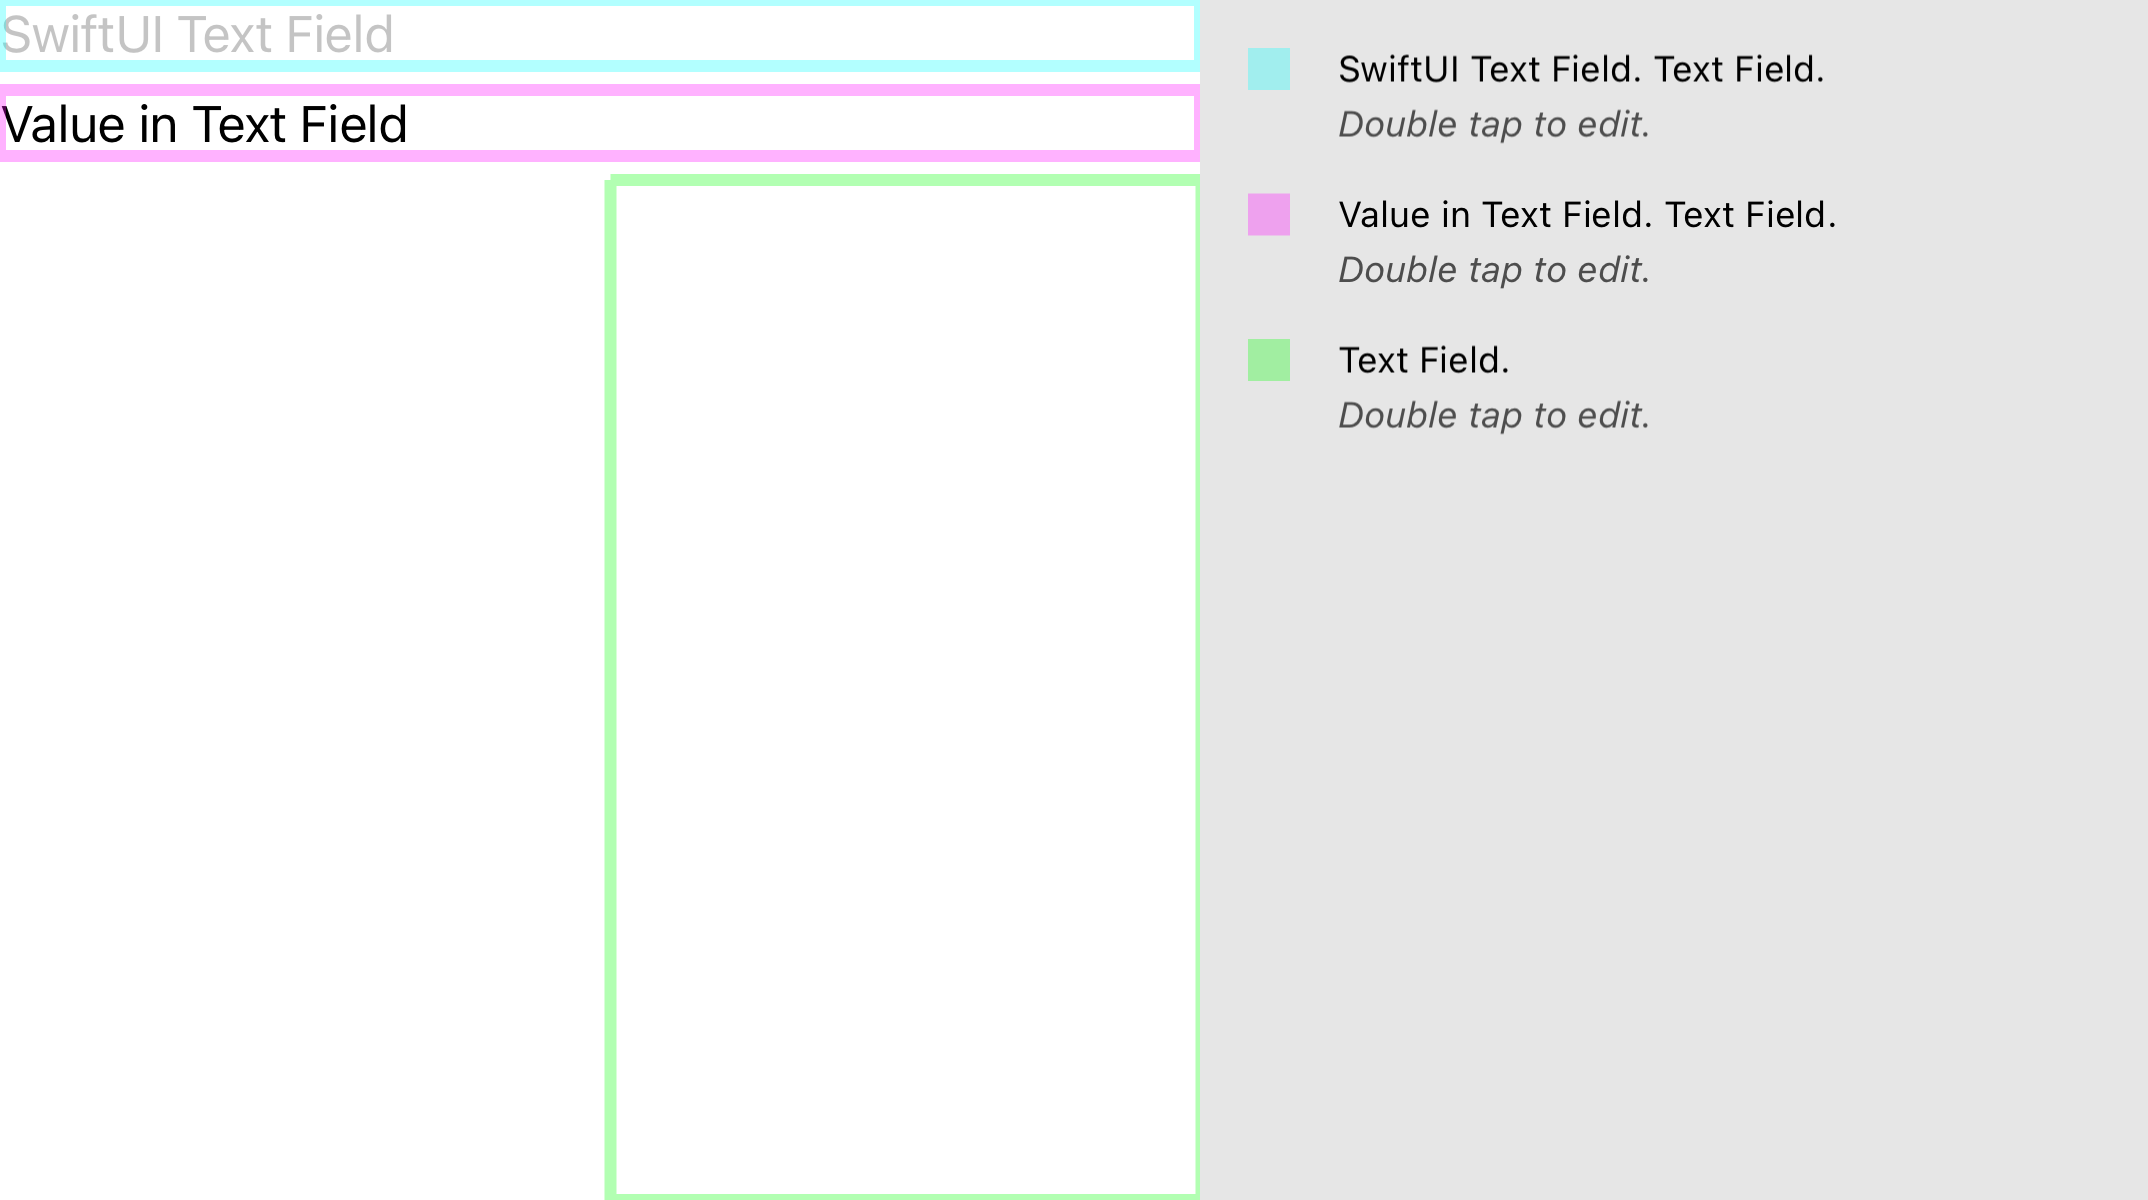 SwiftUI Text Field
Value in Text Field
SwiftUI Text Field. Text Field.
Double tap to edit.
Value in Text Field. Text Field.
Double tap to edit.
Text Field.
Double tap to edit.